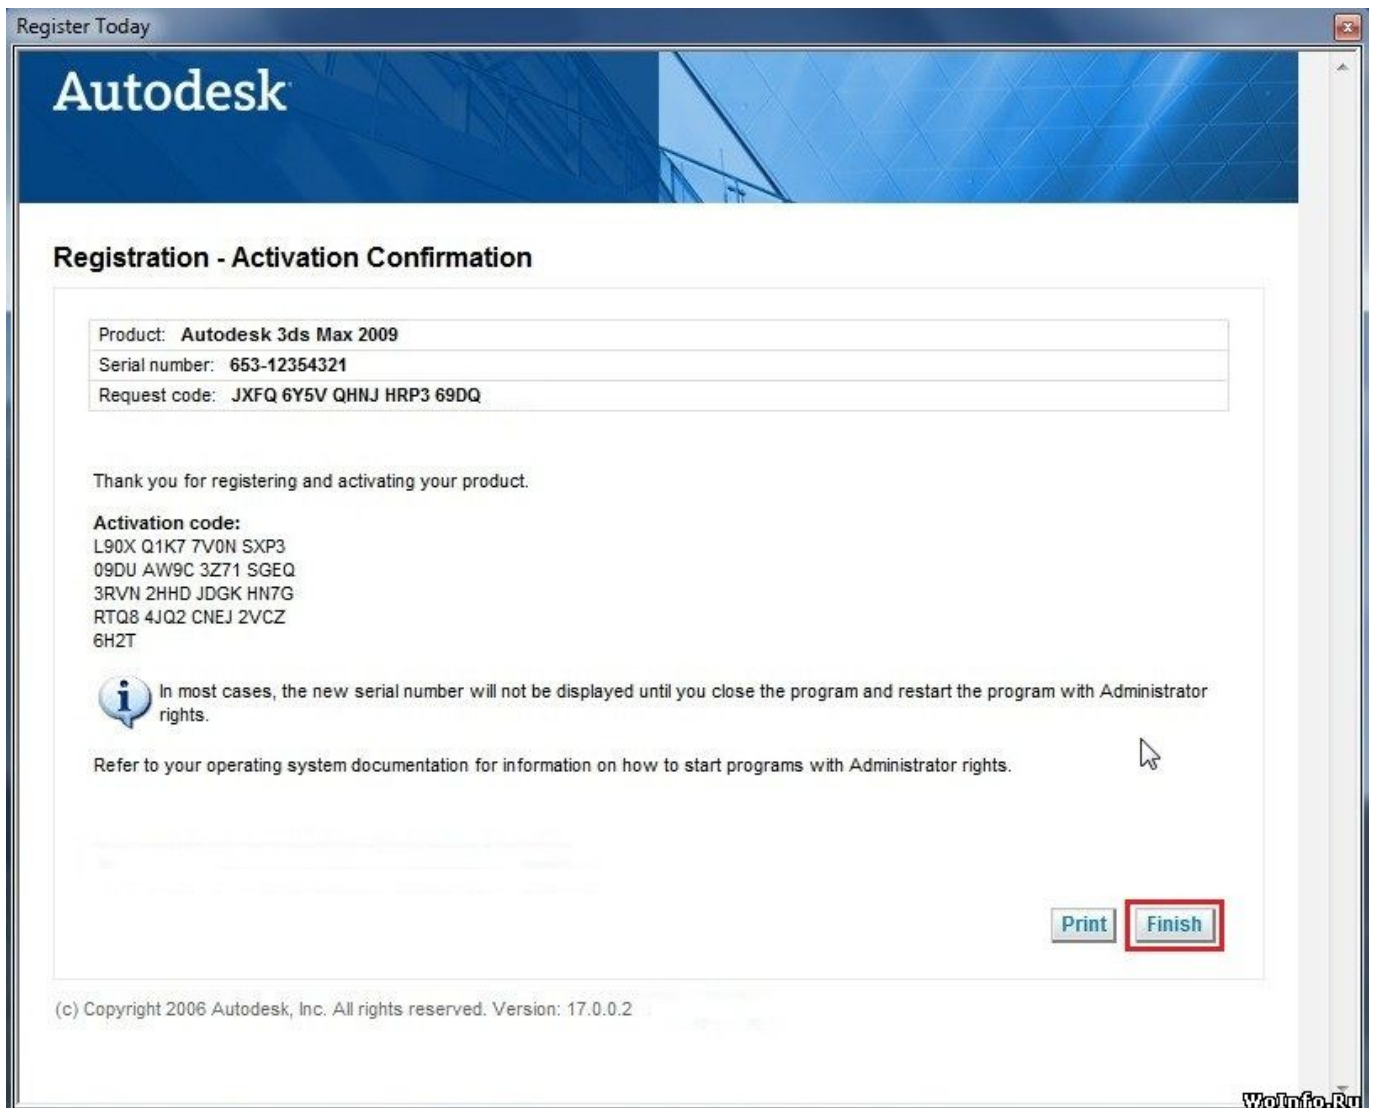 Register Today
Autodesk
Registration - Activation Confirmation
Product: Autodesk 3ds Max 2009
Serial number: 653-12354321
Request code: JXFQ 6Y5V QHNJ HRP3 69DQ
Thank you for registering and activating your product.
Activation code:
L90X Q1K7 7V0N SXP3
09DU AW9C 3Z71 SGEQ
3RVN 2HHD JDGK HN7G
RTQ8 4JQ2 CNEJ 2VCZ
6H2T
In most cases, the new serial number will not be displayed until you close the program and restart the program with Administrator
rights.
Refer to your operating system documentation for information on how to start programs with Administrator rights.
Print Finish
(c) Copyright 2006 Autodesk, Inc. All rights reserved. Version: 17.0.0.2
WoInfo.Ru